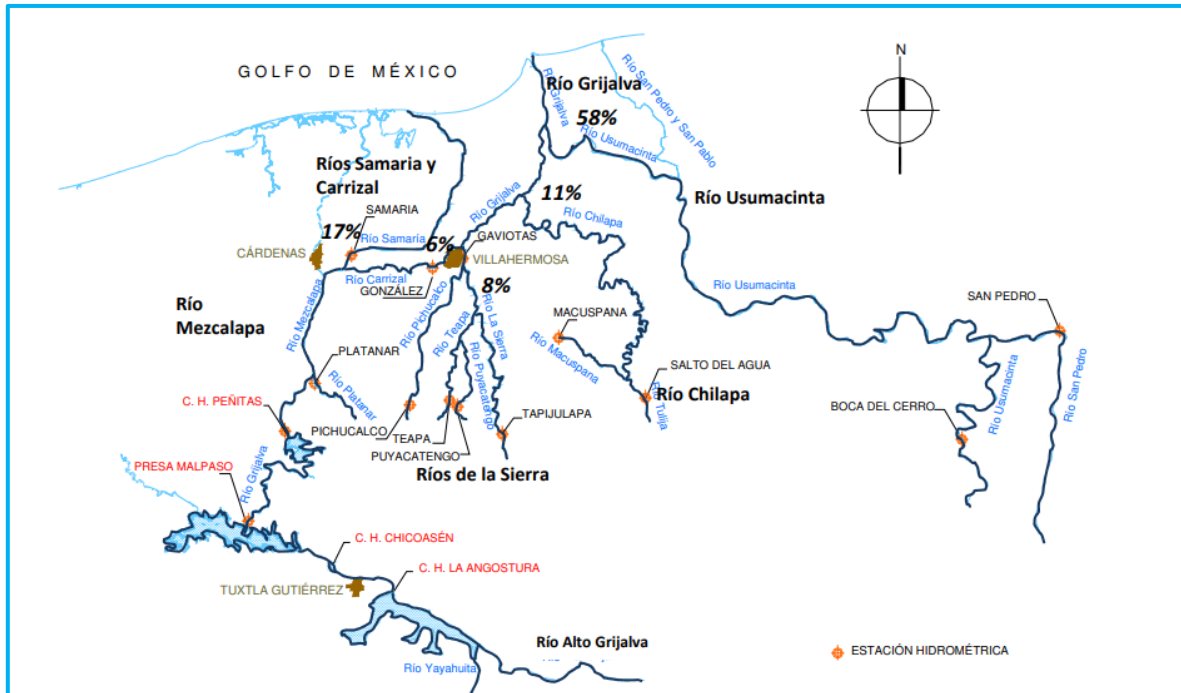 GOLFO DE MÉXICO
N
Río Grijalva
Río Grijalva
58%
Río Usumacinta
Río San Pedro y San Pablo
Ríos Samaria y
Carrizal
SAMARIA
17%
Río Samaría
6%
Río Grijalva
11%
Río Chilapa
Río Usumacinta
GAVIOTAS
CÁRDENAS
VILLAHERMOSA
Río Carrizal
GONZÁLEZ
8%
Río Usumacinta
Río
Mezcalapa
Río Mezcalapa
Río Pichucalco
Río Teapa
Río La Sierra
Río Puyacatengo
MACUSPANA
Río Macuspana
SAN PEDRO
PLATANAR
Río Platanar
SALTO DEL AGUA
Río Chilapa
Río Tulija
Río Usumacinta
Río San Pedro
C. H. PEÑITAS
BOCA DEL CERRO
PICHUCALCO
TEAPA
PUYACATENGO
TAPIJULAPA
Ríos de la Sierra
PRESA MALPASO
Río Grijalva
C. H. CHICOASÉN
C. H. LA ANGOSTURA
TUXTLA GUTIÉRREZ
Río Alto Grijalva
Río Yayahuita
ESTACIÓN HIDROMÉTRICA